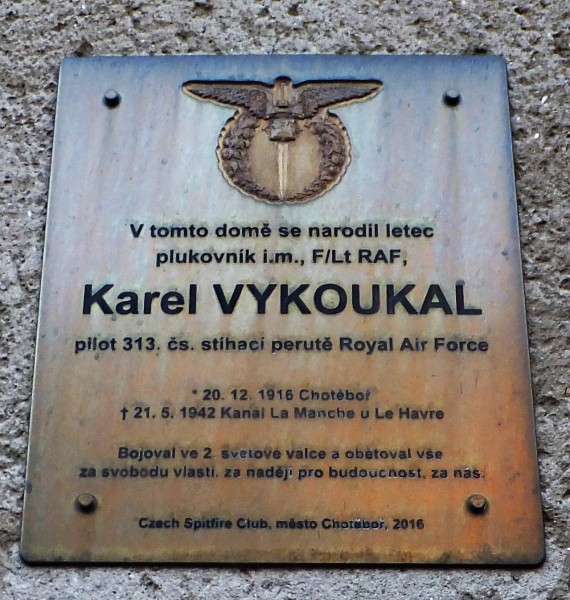 V tomto domě se narodil letec
plukovník i.m., F/Lt RAF,
Karel VYKOUKAL
pilot 313. čs. stíhací perutě Royal Air Force
* 20. 12. 1916 Chotěboř
† 21. 5. 1942 Kanál La Manche u Le Havre
Bojoval ve 2. světové válce a obětoval vše
za svobodu vlasti, za naději pro budoucnost, za nás.
Czech Spitfire Club, město Chotěboř, 2016